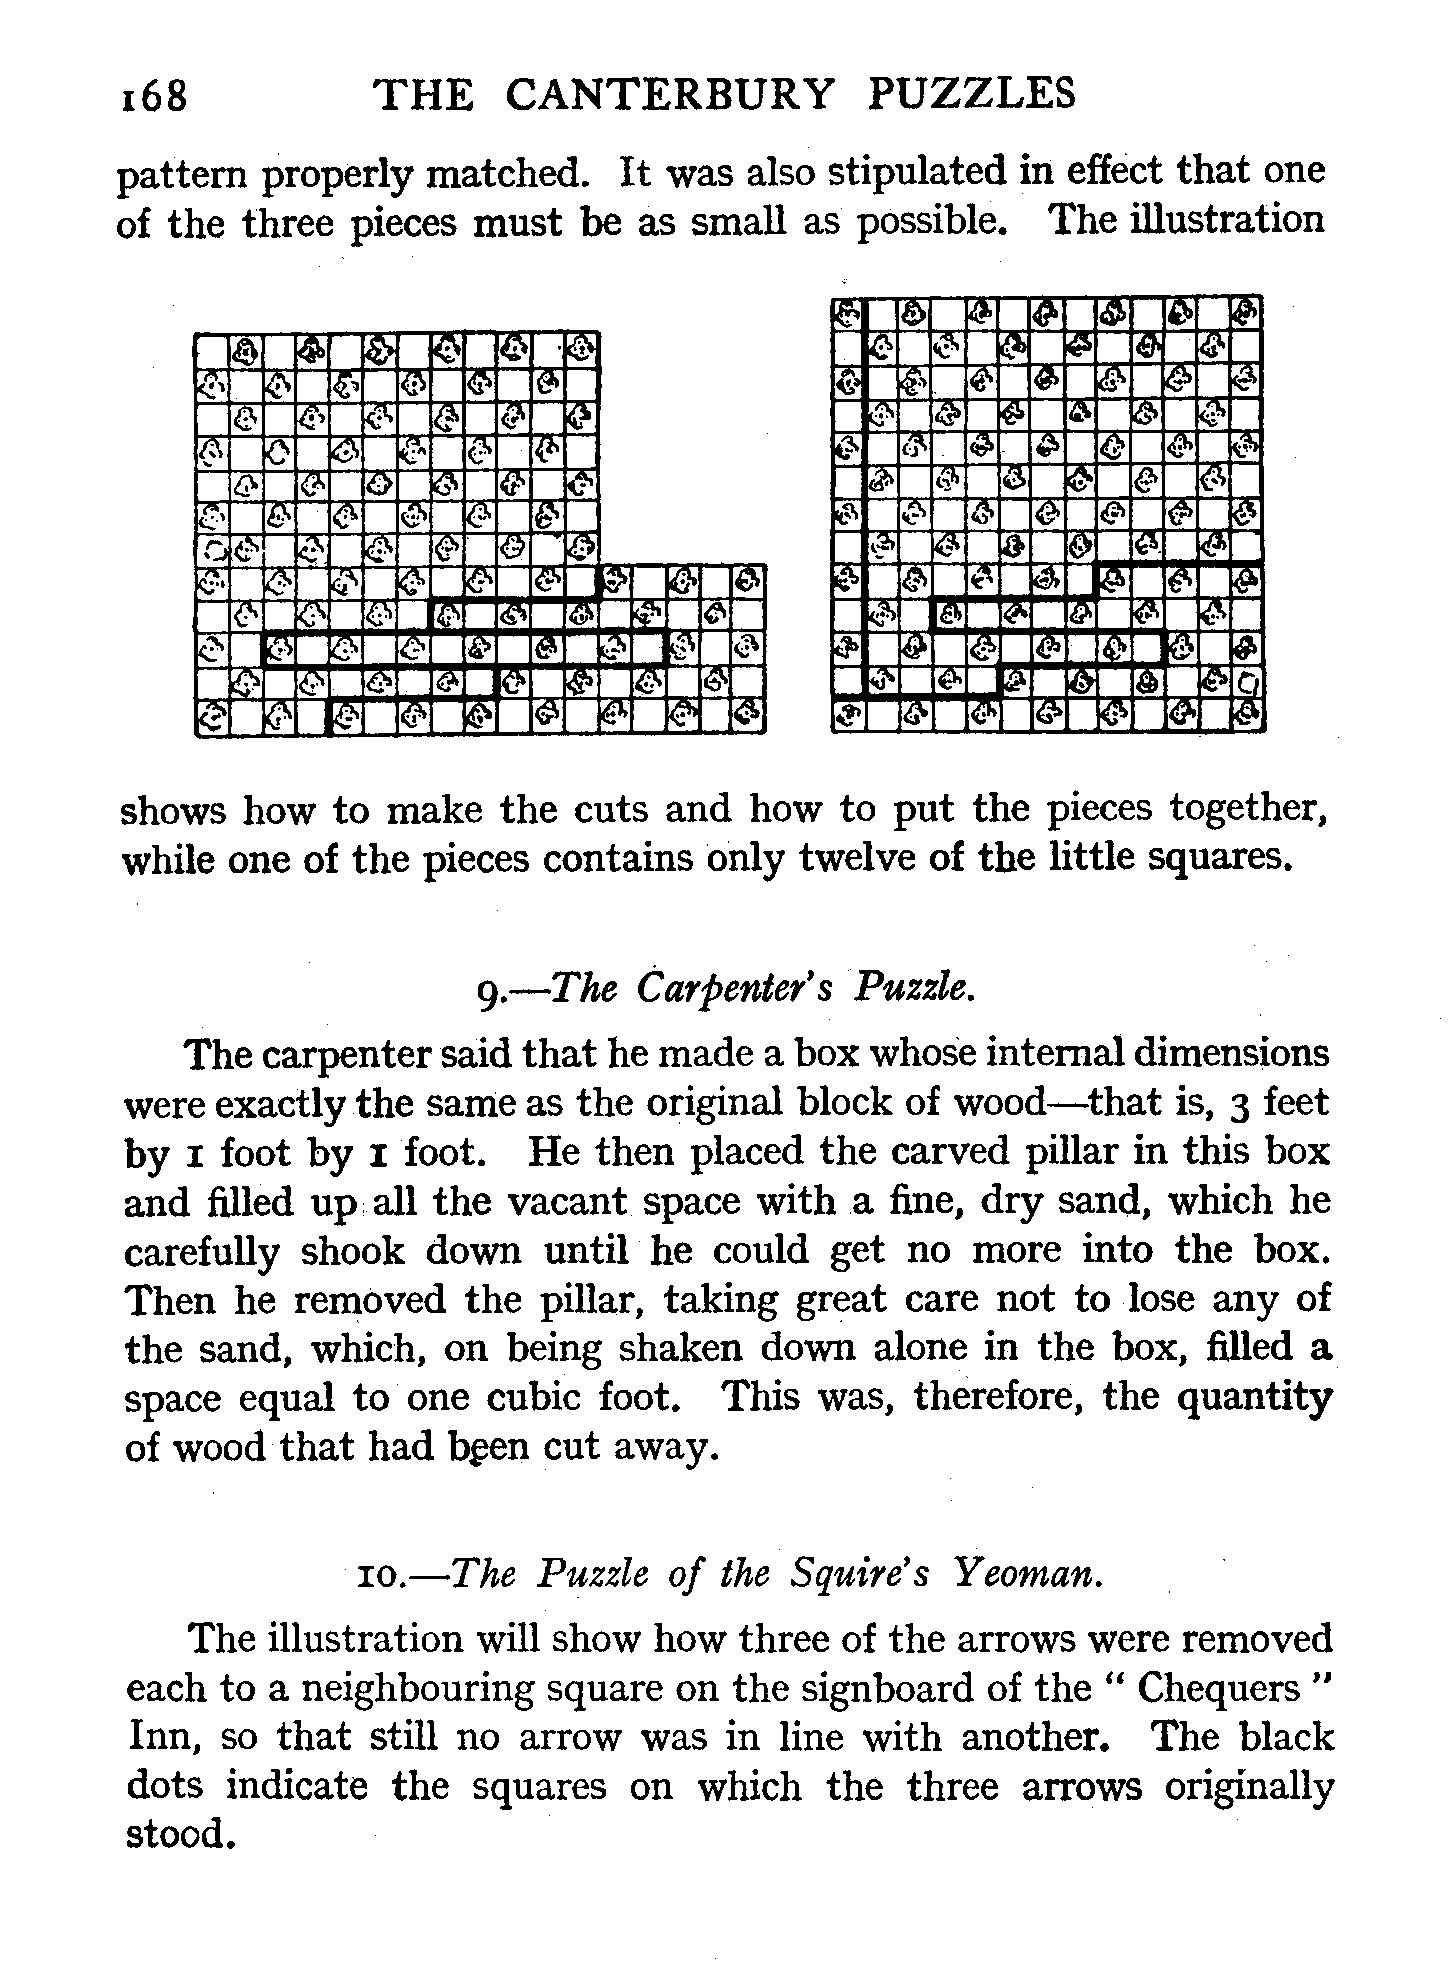 168 THE CANTERBURY PUZZLES
pattern properly matched. It was also stipulated in effect that one
of the three pieces must be as small as possible. The illustration
shows how to make the cuts and how to put the pieces together,
while one of the pieces contains only twelve of the little squares.
9.—The Carpenter's Puzzle.
The carpenter said that he made a box whose internal dimensions
were exactly the same as the original block of wood—that is, 3 feet
by 1 foot by 1 foot. He then placed the carved pillar in this box
and filled up all the vacant space with a fine, dry sand, which he
carefully shook down until he could get no more into the box.
Then he removed the pillar, taking great care not to lose any of
the sand, which, on being shaken down alone in the box, filled a
space equal to one cubic foot. This was, therefore, the quantity
of wood that had been cut away.
10.—The Puzzle of the Squire's Yeoman.
The illustration will show how three of the arrows were removed
each to a neighbouring square on the signboard of the "Chequers"
Inn, so that still no arrow was in line with another. The black
dots indicate the squares on which the three arrows originally
stood.